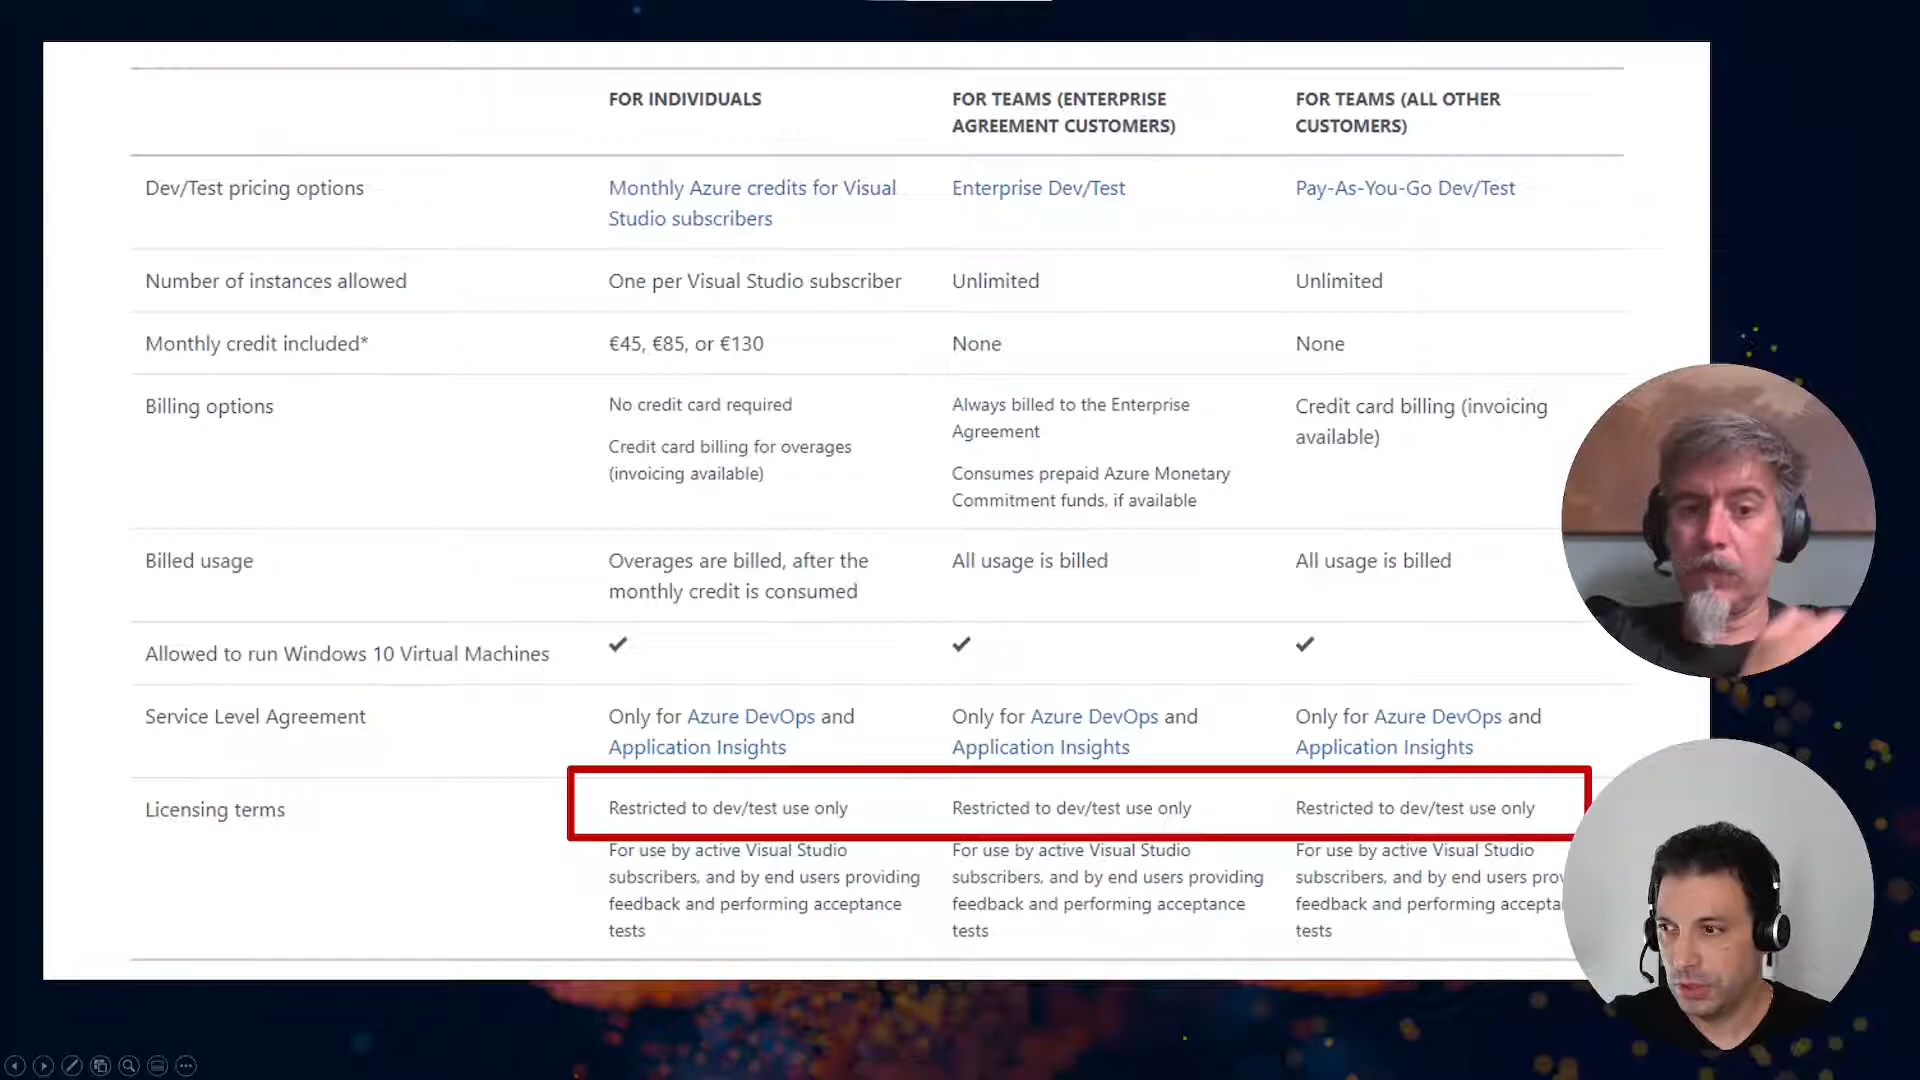 FOR INDIVIDUALS
FOR TEAMS (ENTERPRISE
AGREEMENT CUSTOMERS)
FOR TEAMS (ALL OTHER
CUSTOMERS)
Dev/Test pricing options
Monthly Azure credits for Visual
Studio subscribers
Enterprise Dev/Test
Pay-As-You-Go Dev/Test
Number of instances allowed
One per Visual Studio subscriber
Unlimited
Unlimited
Monthly credit included*
€45, €85, or €130
None
None
Billing options
No credit card required
Credit card billing for overages
(invoicing available)
Always billed to the Enterprise
Agreement
Consumes prepaid Azure Monetary
Commitment funds, if available
Credit card billing (invoicing
available)
Billed usage
Overages are billed, after the
monthly credit is consumed
All usage is billed
All usage is billed
Allowed to run Windows 10 Virtual Machines
Service Level Agreement
Only for Azure DevOps and
Application Insights
Only for Azure DevOps and
Application Insights
Only for Azure DevOps and
Application Insights
Licensing terms
Restricted to dev/test use only
For use by active Visual Studio
subscribers, and by end users providing
feedback and performing acceptance
tests
Restricted to dev/test use only
For use by active Visual Studio
subscribers, and by end users providing
feedback and performing acceptance
tests
Restricted to dev/test use only
For use by active Visual Studio
subscribers, and by end users
feedback and performing
tests